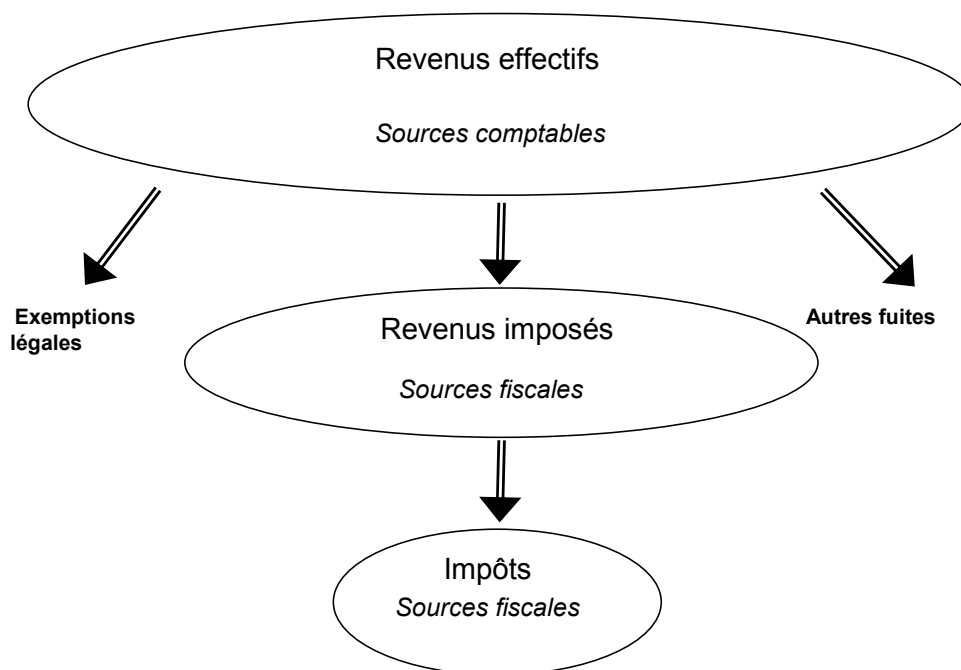 Revenus effectifs
Sources comptables
Exemptions
légales
Autres fuites
Revenus imposés
Sources fiscales
Impôts
Sources fiscales